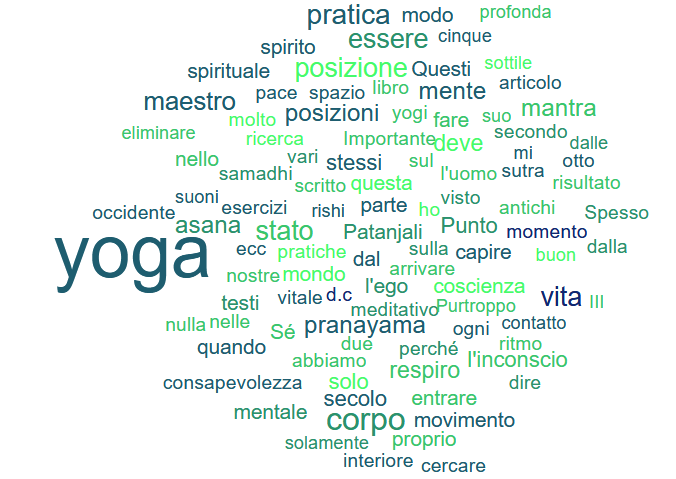 pratica modo profonda
spirito essere cinque
spirituale posizione Questi sottile
maestro pace spazio libro mente articolo
molto posizioni yogi fare suo mantra
eliminare ricerca Importante deve secondo dalle
nello vari stessi sul mi otto
samadhi scritto questa l'uomo sutra risultato
suoni esercizi rishi parte ho visto antichi Spesso
occidente asana stato Patanjali Punto momento
yoga ecc pratiche dal sulla capire buon dalla
nostre mondo l'ego arrivare coscienza
testi vitale d.c meditativo Purtroppo vita III
nulla nelle Sé pranayama ogni contatto
quando abbiamo due perché l'inconscio ritmo
consapevolezza solo respiro dire
mentale secolo entrare
corpo movimento
solamente proprio
interiore cercare